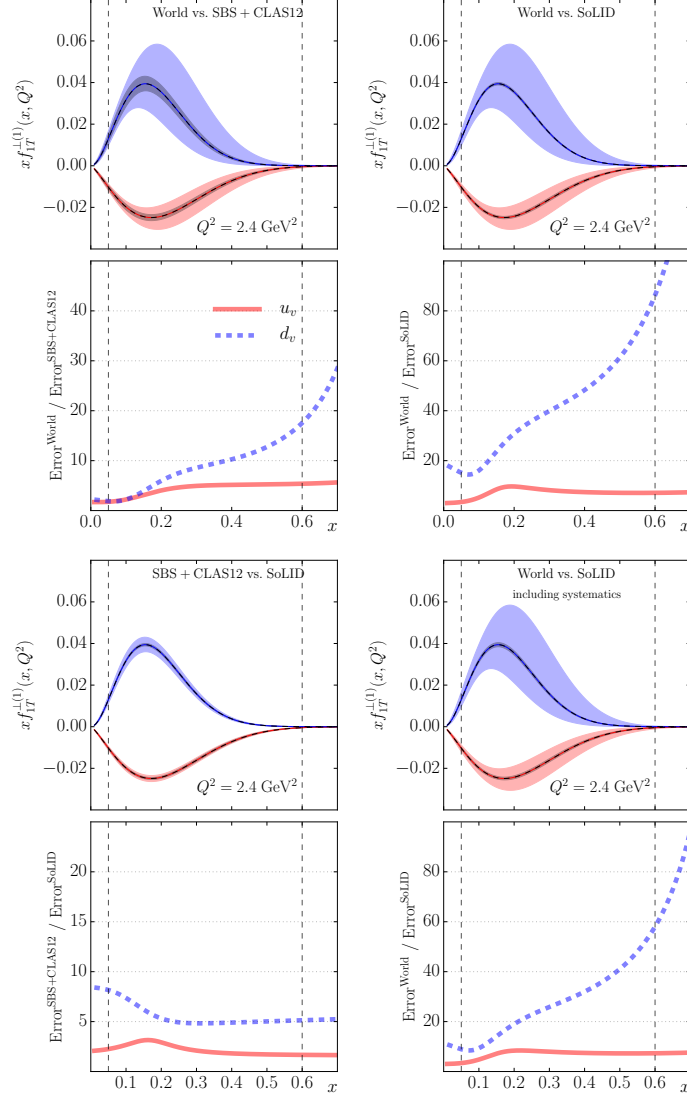 World vs. SBS + CLAS12
0.06
0.04
0.02
0.00
−0.02
x f_{1T}^{⊥(1)}(x, Q²)
Q² = 2.4 GeV²
World vs. SoLID
0.06
0.04
0.02
0.00
−0.02
x f_{1T}^{⊥(1)}(x, Q²)
Q² = 2.4 GeV²
40
30
20
10
Error^{World} / Error^{SBS+CLAS12}
u_v
d_v
0.0 0.2 0.4 0.6 x
80
60
40
20
Error^{World} / Error^{SoLID}
0.0 0.2 0.4 0.6 x
SBS + CLAS12 vs. SoLID
0.06
0.04
0.02
0.00
−0.02
x f_{1T}^{⊥(1)}(x, Q²)
Q² = 2.4 GeV²
World vs. SoLID
including systematics
0.06
0.04
0.02
0.00
−0.02
x f_{1T}^{⊥(1)}(x, Q²)
Q² = 2.4 GeV²
20
15
10
5
Error^{SBS+CLAS12} / Error^{SoLID}
0.1 0.2 0.3 0.4 0.5 0.6 x
80
60
40
20
Error^{World} / Error^{SoLID}
0.1 0.2 0.3 0.4 0.5 0.6 x